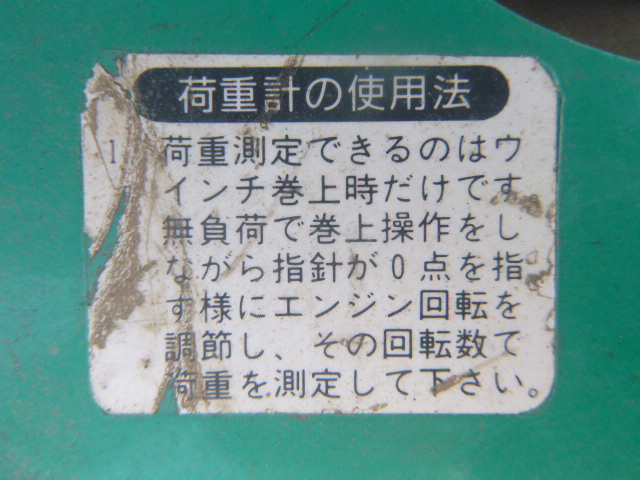 荷重計の使用法
1 荷重測定できるのはウ
インチ巻上時だけです
無負荷で巻上操作をし
ながら指針が0点を指
す様にエンジン回転を
調節し、その回転数で
荷重を測定して下さい。